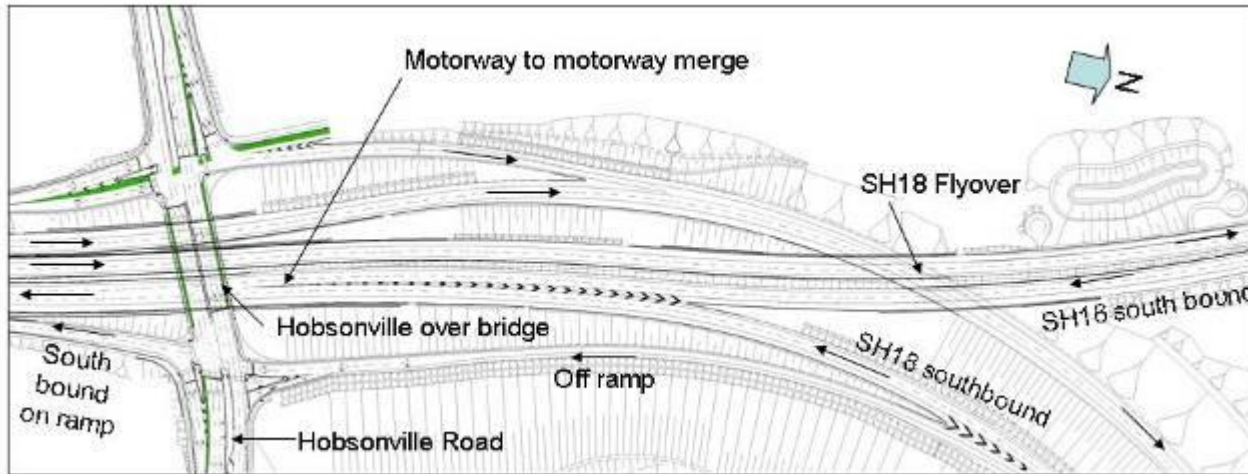 Motorway to motorway merge
N
SH18 Flyover
SH16 south bound
Hobsonville over bridge
SH18 southbound
South
bound
on ramp
Off ramp
Hobsonville Road